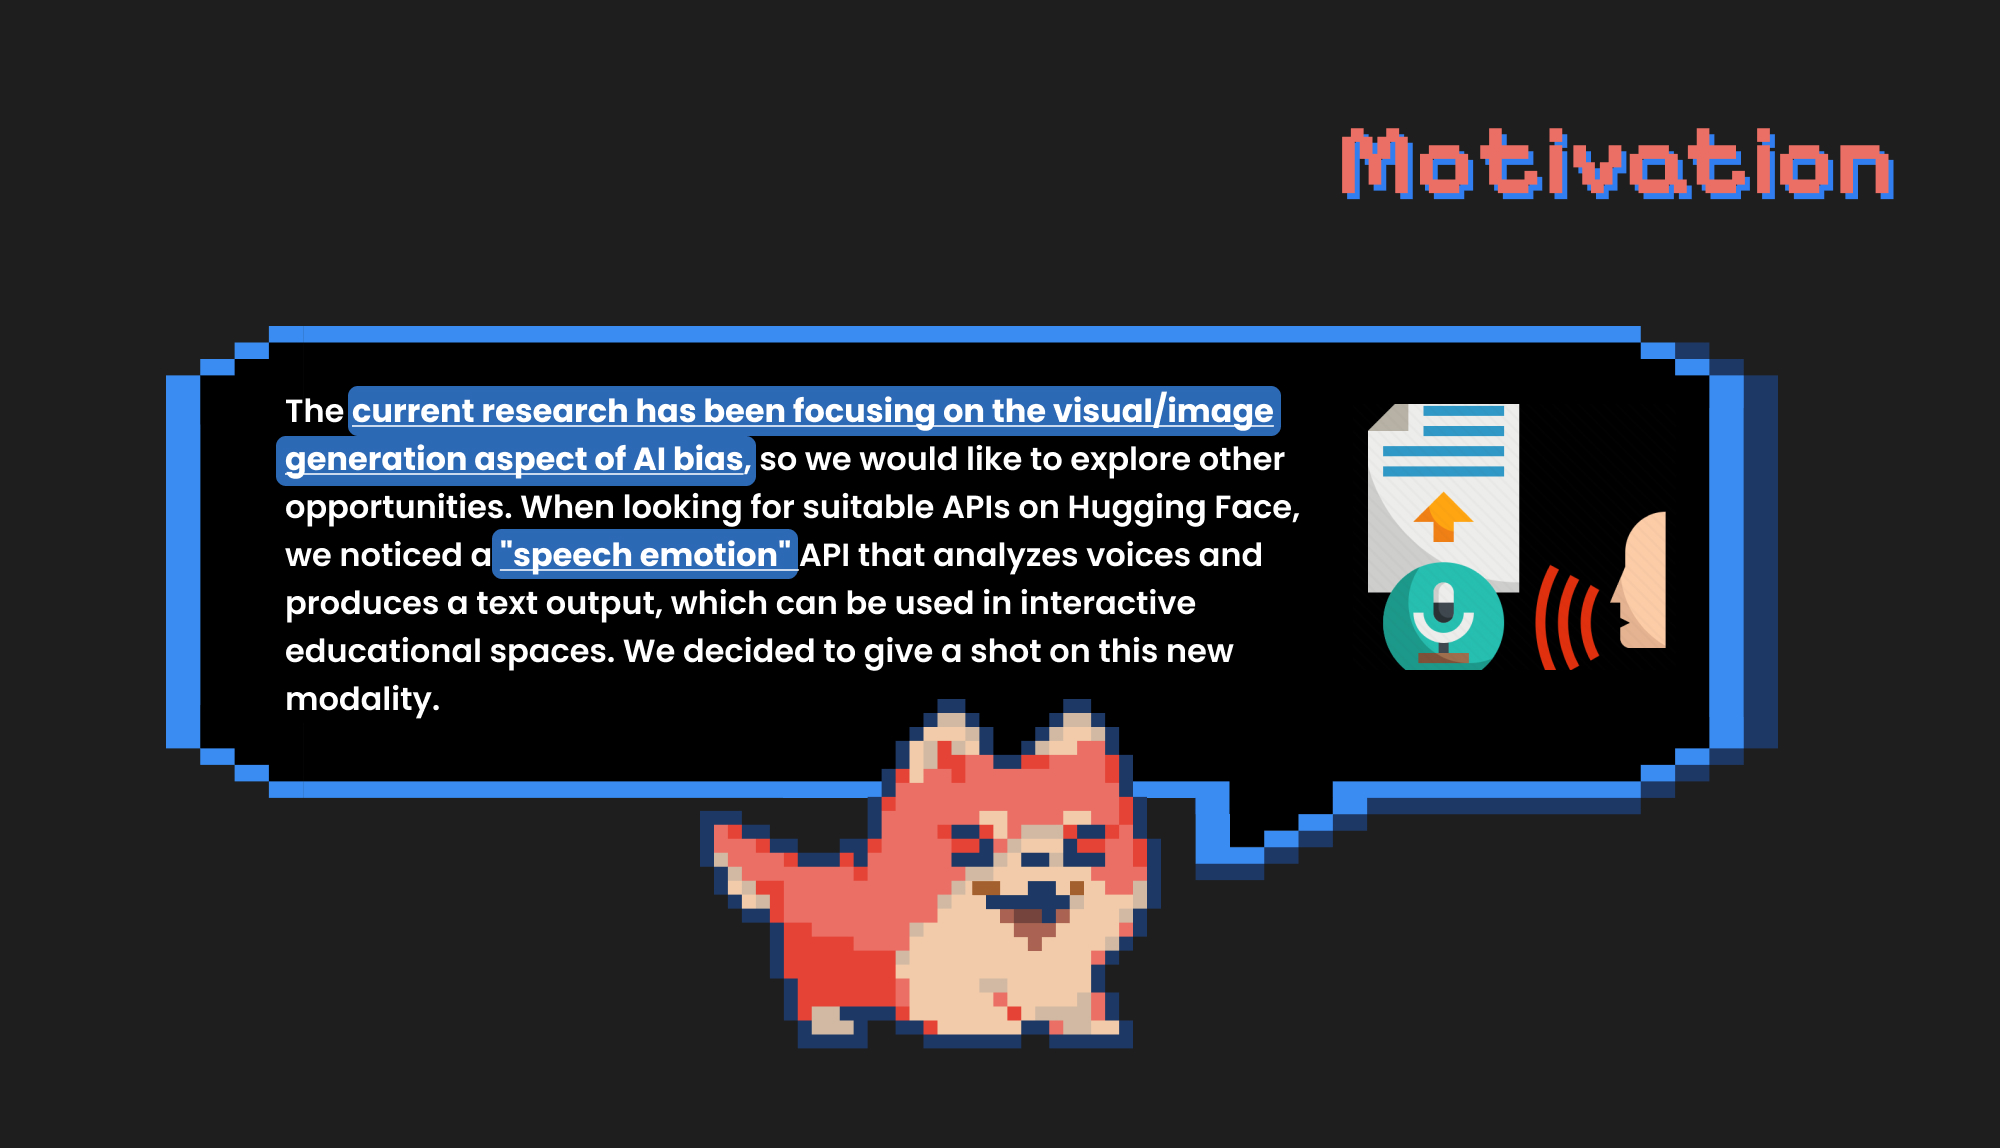 Motivation
The current research has been focusing on the visual/image
generation aspect of AI bias, so we would like to explore other
opportunities. When looking for suitable APIs on Hugging Face,
we noticed a "speech emotion" API that analyzes voices and
produces a text output, which can be used in interactive
educational spaces. We decided to give a shot on this new
modality.